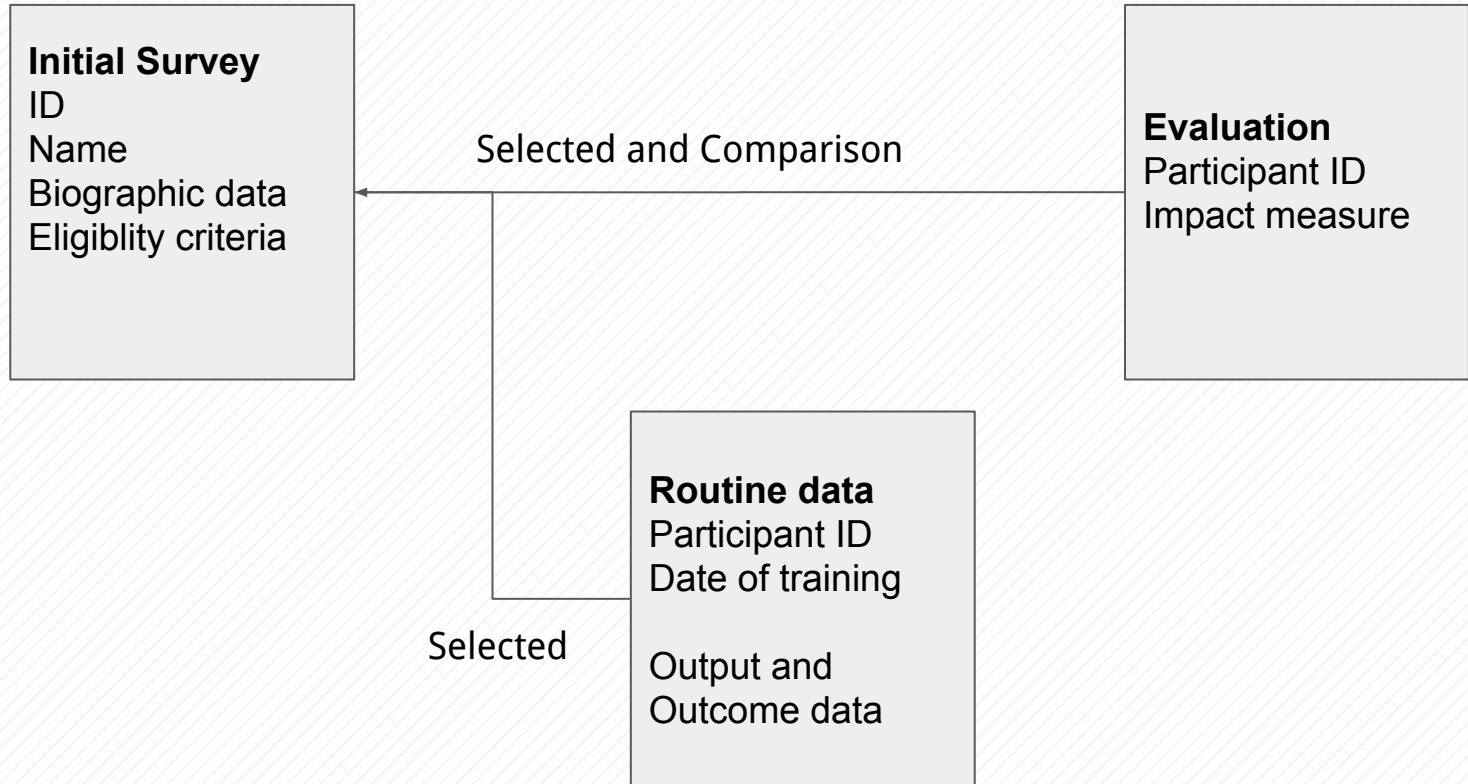 Initial Survey
ID
Name
Biographic data
Eligiblity criteria
Selected and Comparison
Evaluation
Participant ID
Impact measure
Routine data
Participant ID
Date of training
Output and
Outcome data
Selected